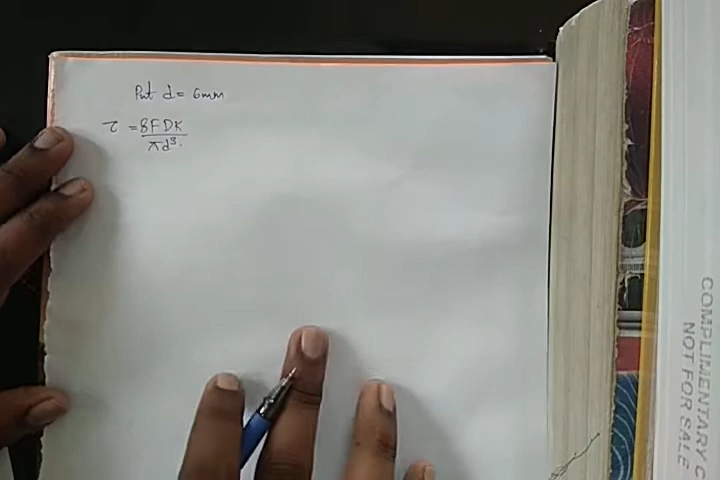 Put d = 6mm
τ = 8FDK
πd³.
COMPLIMENTARY C
NOT FOR SALE